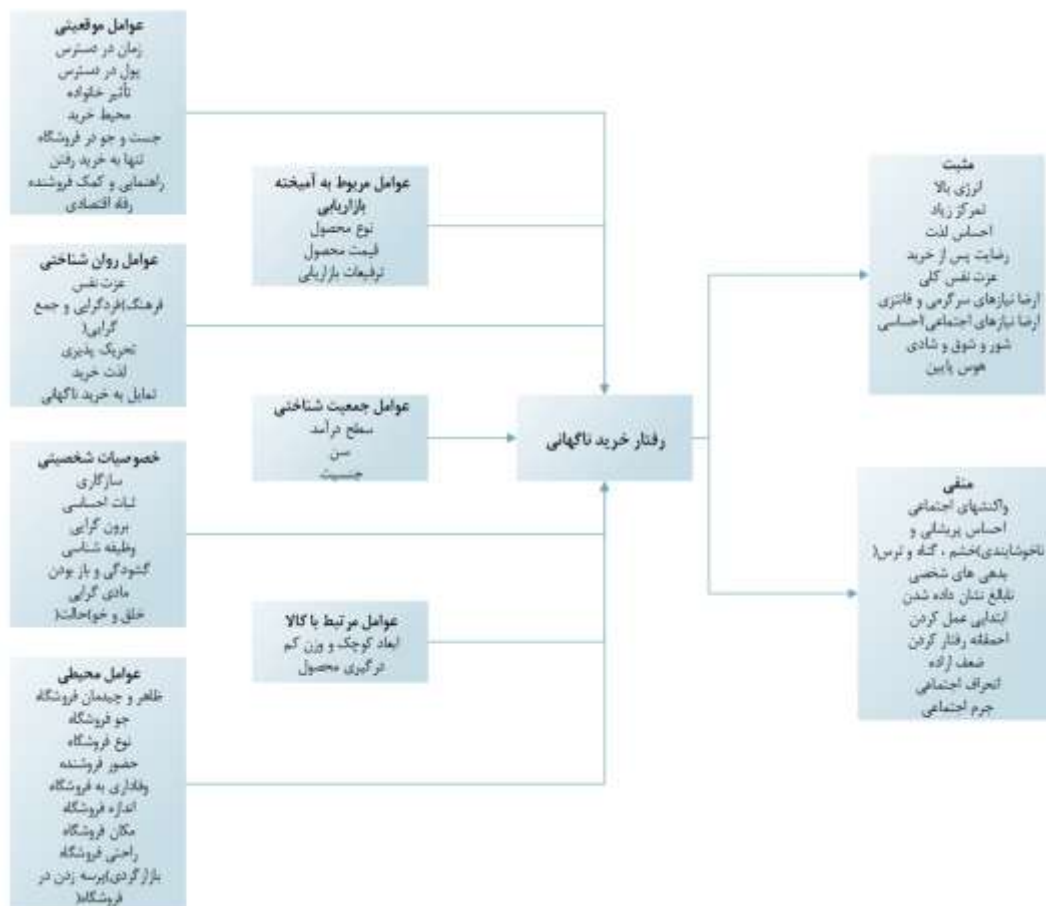 عوامل موقعیتی
زمان در دسترس
پول در دسترس
تأثیر خانواده
محیط خرید
جست و جو در فروشگاه
تنها به خرید رفتن
راهنمایی و کمک فروشنده
رفاه اقتصادی
عوامل روان شناختی
عزت نفس
فرهنگ)فردگرایی و جمع
گرایی(
تحریک پذیری
لذت خرید
تمایل به خرید ناگهانی
خصوصیات شخصیتی
سازگاری
ثبات احساسی
برون گرایی
وظیفه شناسی
گشودگی و باز بودن
مادی گرایی
خلق و خو)حالت(
عوامل محیطی
ظاهر و چیدمان فروشگاه
جو فروشگاه
نوع فروشگاه
حضور فروشنده
وفاداری به فروشگاه
اندازه فروشگاه
مکان فروشگاه
راحتی فروشگاه
بازارگردی)پرسه زدن در
فروشگاه(
عوامل مربوط به آمیخته
بازاریابی
نوع محصول
قیمت محصول
ترفیعات بازاریابی
عوامل جمعیت شناختی
سطح درآمد
سن
جنسیت
عوامل مرتبط با کالا
ابعاد کوچک و وزن کم
درگیری محصول
رفتار خرید ناگهانی
مثبت
انرژی بالا
تمرکز زیاد
احساس لذت
رضایت پس از خرید
عزت نفس کلی
ارضا نیازهای سرگرمی و فانتزی
ارضا نیازهای اجتماعی احساسی
شور و شوق و شادی
هوس پایین
منفی
واکنشهای اجتماعی
احساس پریشانی و
ناخوشایندی)خشم ، گناه و ترس(
بدهی های شخصی
نابالغ نشان داده شدن
ابتدایی عمل کردن
احمقانه رفتار کردن
ضعف اراده
انحراف اجتماعی
جرم اجتماعی